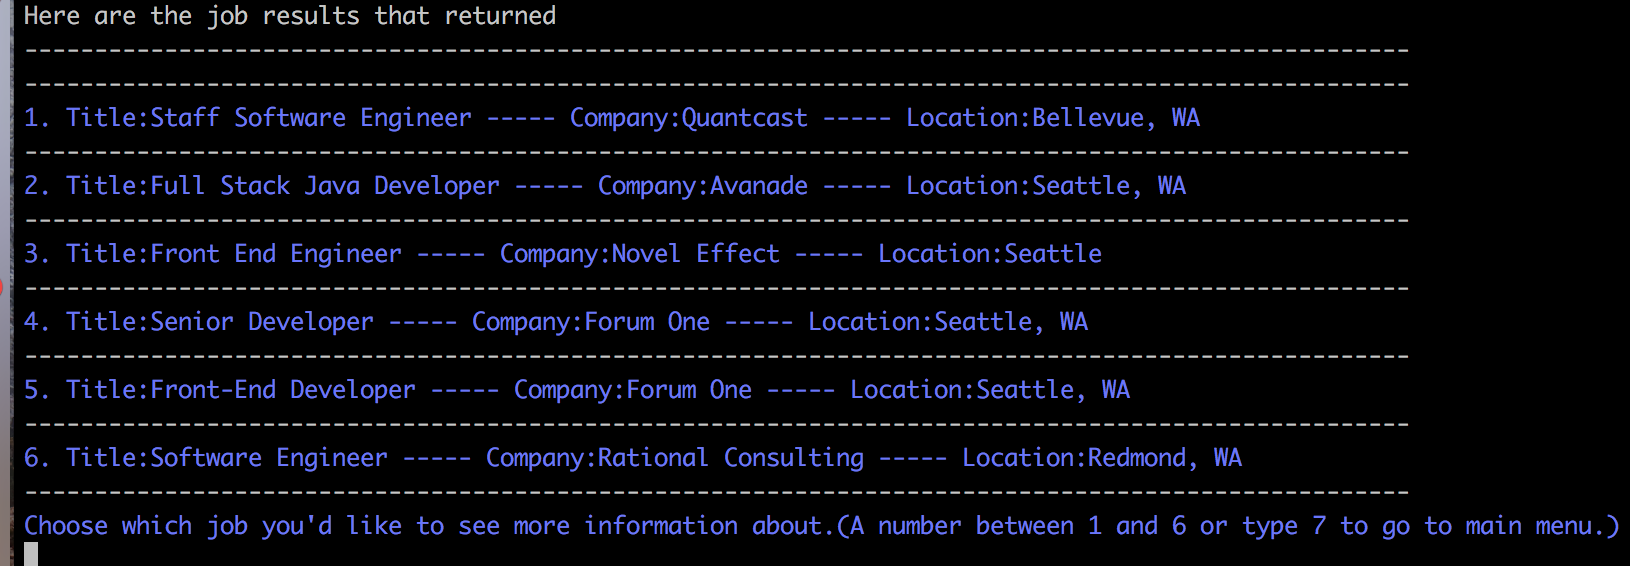 Here are the job results that returned
---------------------------------------------------------------------------------------------------
---------------------------------------------------------------------------------------------------
1. Title:Staff Software Engineer ----- Company:Quantcast ----- Location:Bellevue, WA
---------------------------------------------------------------------------------------------------
2. Title:Full Stack Java Developer ----- Company:Avanade ----- Location:Seattle, WA
---------------------------------------------------------------------------------------------------
3. Title:Front End Engineer ----- Company:Novel Effect ----- Location:Seattle
---------------------------------------------------------------------------------------------------
4. Title:Senior Developer ----- Company:Forum One ----- Location:Seattle, WA
---------------------------------------------------------------------------------------------------
5. Title:Front-End Developer ----- Company:Forum One ----- Location:Seattle, WA
---------------------------------------------------------------------------------------------------
6. Title:Software Engineer ----- Company:Rational Consulting ----- Location:Redmond, WA
---------------------------------------------------------------------------------------------------
Choose which job you'd like to see more information about.(A number between 1 and 6 or type 7 to go to main menu.)